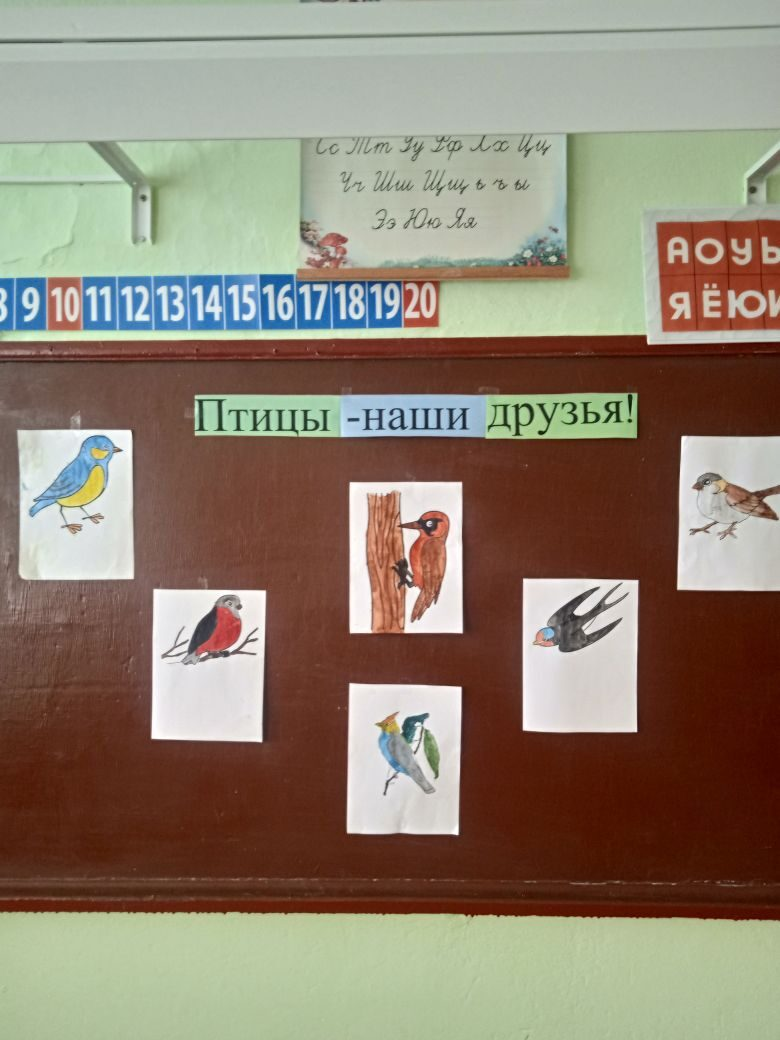 Сс Тт Уу Фф Хх Цц
Чч Шш Щщ ь ъ ы
Ээ Юю Яя
9 10 11 12 13 14 15 16 17 18 19 20
АОУЫ
ЯЁЮИ
Птицы -наши друзья!